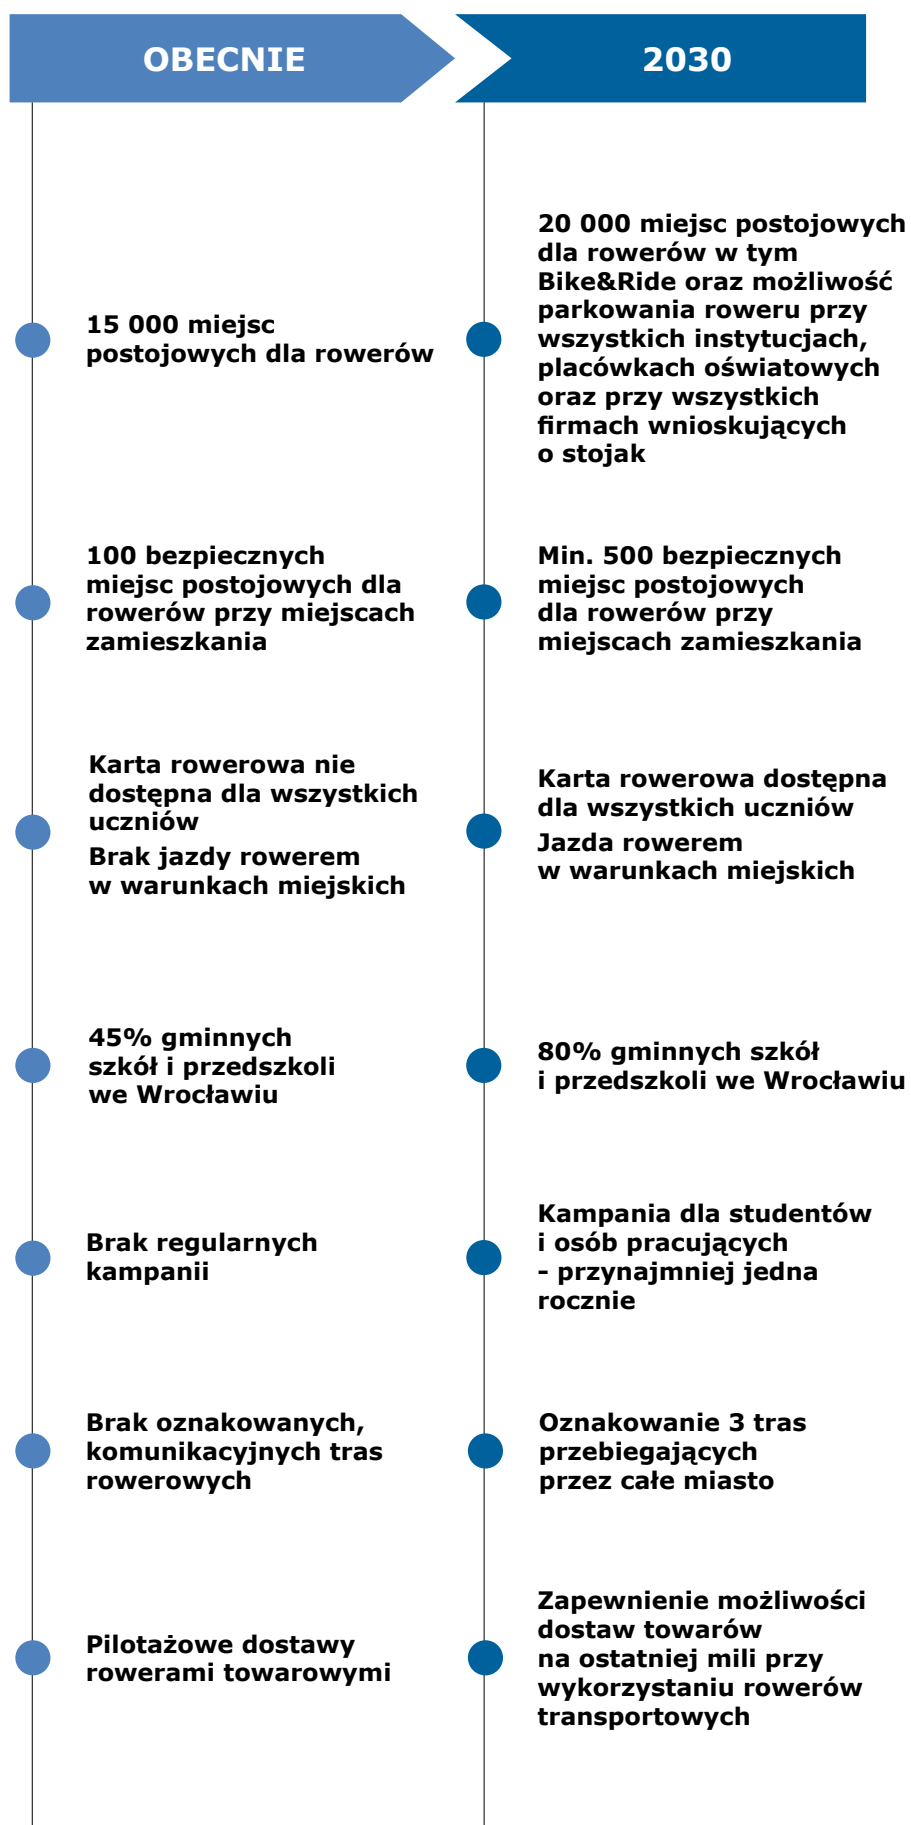 OBECNIE
2030
15 000 miejsc
postojowych dla rowerów
20 000 miejsc postojowych
dla rowerów w tym
Bike&Ride oraz możliwość
parkowania roweru przy
wszystkich instytucjach,
placówkach oświatowych
oraz przy wszystkich
firmach wnioskujących
o stojak
100 bezpiecznych
miejsc postojowych dla
rowerów przy miejscach
zamieszkania
Min. 500 bezpiecznych
miejsc postojowych
dla rowerów przy
miejscach zamieszkania
Karta rowerowa nie
dostępna dla wszystkich
uczniów
Brak jazdy rowerem
w warunkach miejskich
Karta rowerowa dostępna
dla wszystkich uczniów
Jazda rowerem
w warunkach miejskich
45% gminnych
szkół i przedszkoli
we Wrocławiu
80% gminnych szkół
i przedszkoli we Wrocławiu
Brak regularnych
kampanii
Kampania dla studentów
i osób pracujących
- przynajmniej jedna
rocznie
Brak oznakowanych,
komunikacyjnych tras
rowerowych
Oznakowanie 3 tras
przebiegających
przez całe miasto
Pilotażowe dostawy
rowerami towarowymi
Zapewnienie możliwości
dostaw towarów
na ostatniej mili przy
wykorzystaniu rowerów
transportowych